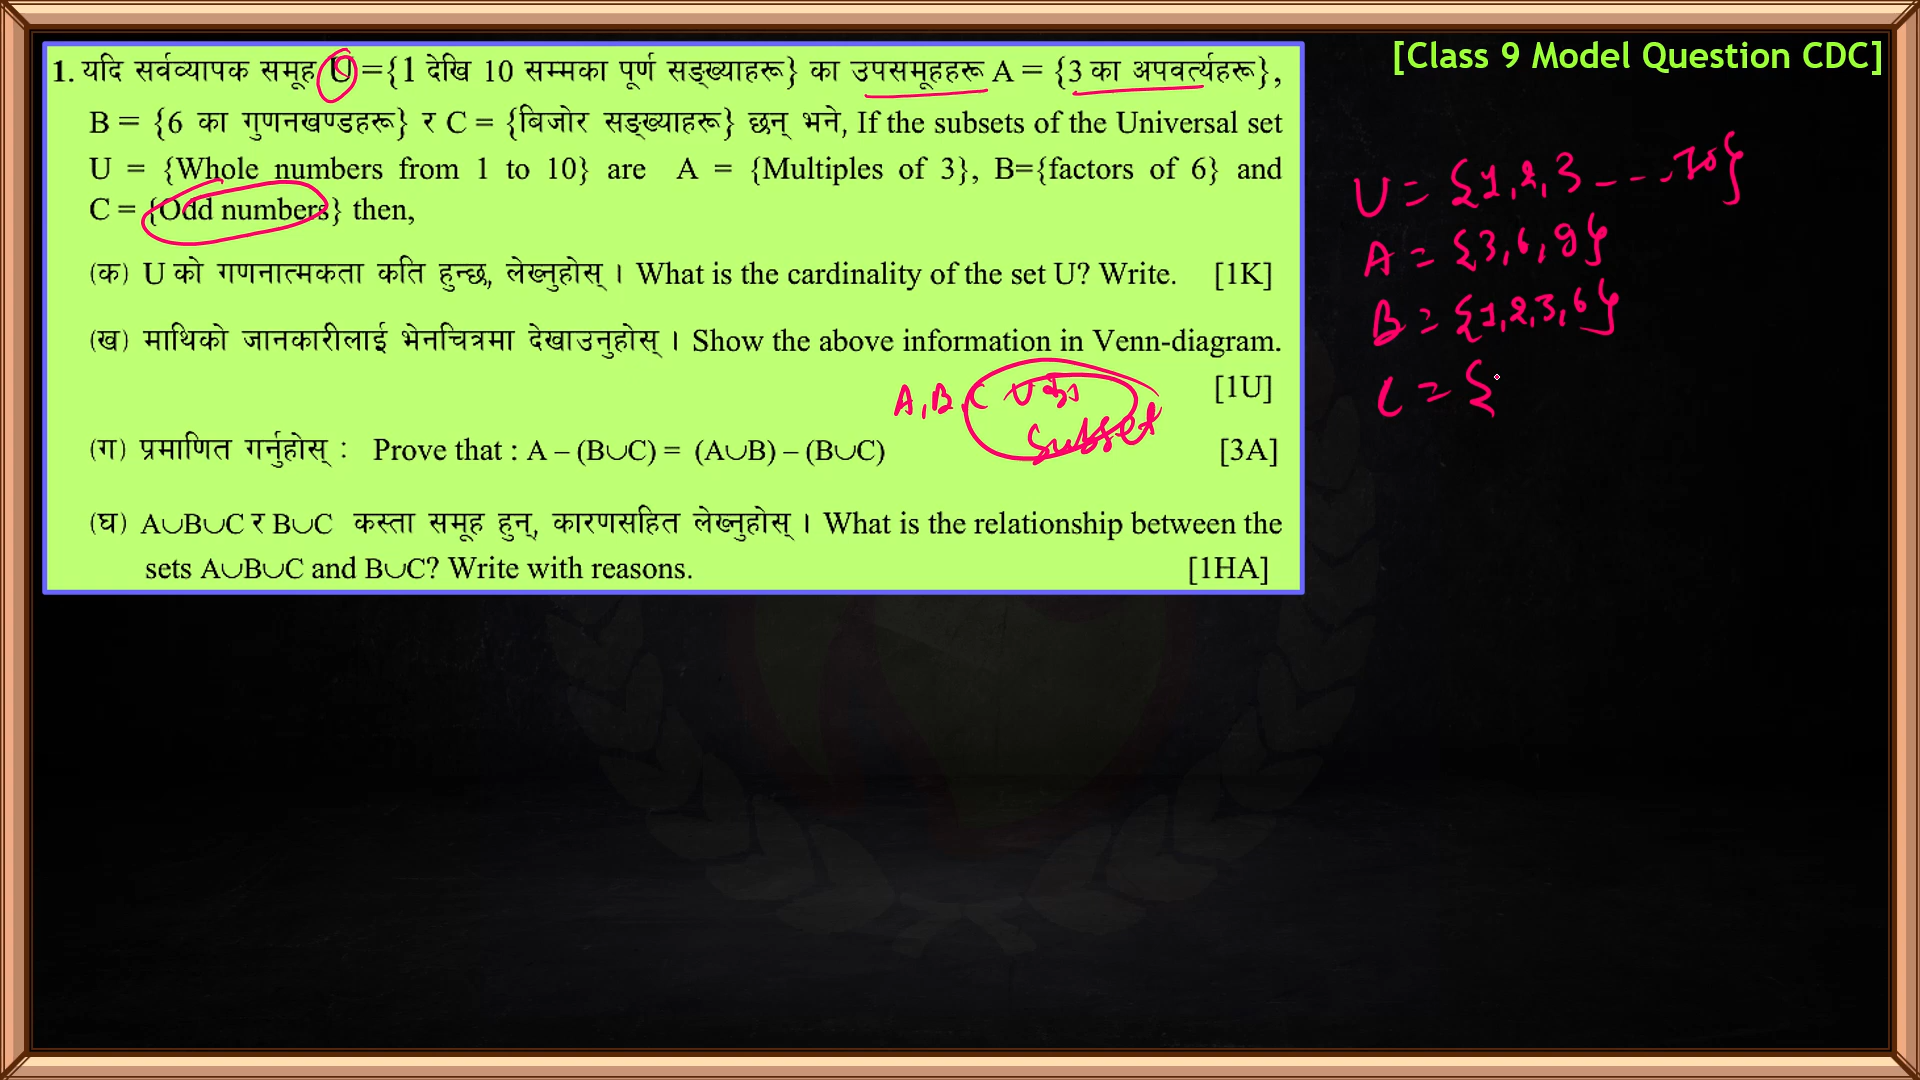 [Class 9 Model Question CDC]
1. यदि सर्वव्यापक समूह U ={1 देखि 10 सम्मका पूर्ण सङ्ख्याहरू} का उपसमूहहरू A = {3 का अपवर्त्यहरू},
B = {6 का गुणनखण्डहरू} र C = {बिजोर सङ्ख्याहरू} छन् भने, If the subsets of the Universal set
U = {Whole numbers from 1 to 10} are A = {Multiples of 3}, B={factors of 6} and
C = {Odd numbers} then,
(क) U को गणनात्मकता कति हुन्छ, लेख्नुहोस् । What is the cardinality of the set U? Write. [1K]
(ख) माथिको जानकारीलाई भेनचित्रमा देखाउनुहोस् । Show the above information in Venn-diagram.
[1U]
(ग) प्रमाणित गर्नुहोस् : Prove that : A – (B∪C) = (A∪B) – (B∪C) [3A]
(घ) A∪B∪C र B∪C कस्ता समूह हुन्, कारणसहित लेख्नुहोस् । What is the relationship between the
sets A∪B∪C and B∪C? Write with reasons. [1HA]
A, B, C U का
Subset
U = {1, 2, 3 - - - . 10}
A = {3, 6, 9}
B = {1, 2, 3, 6}
C = {